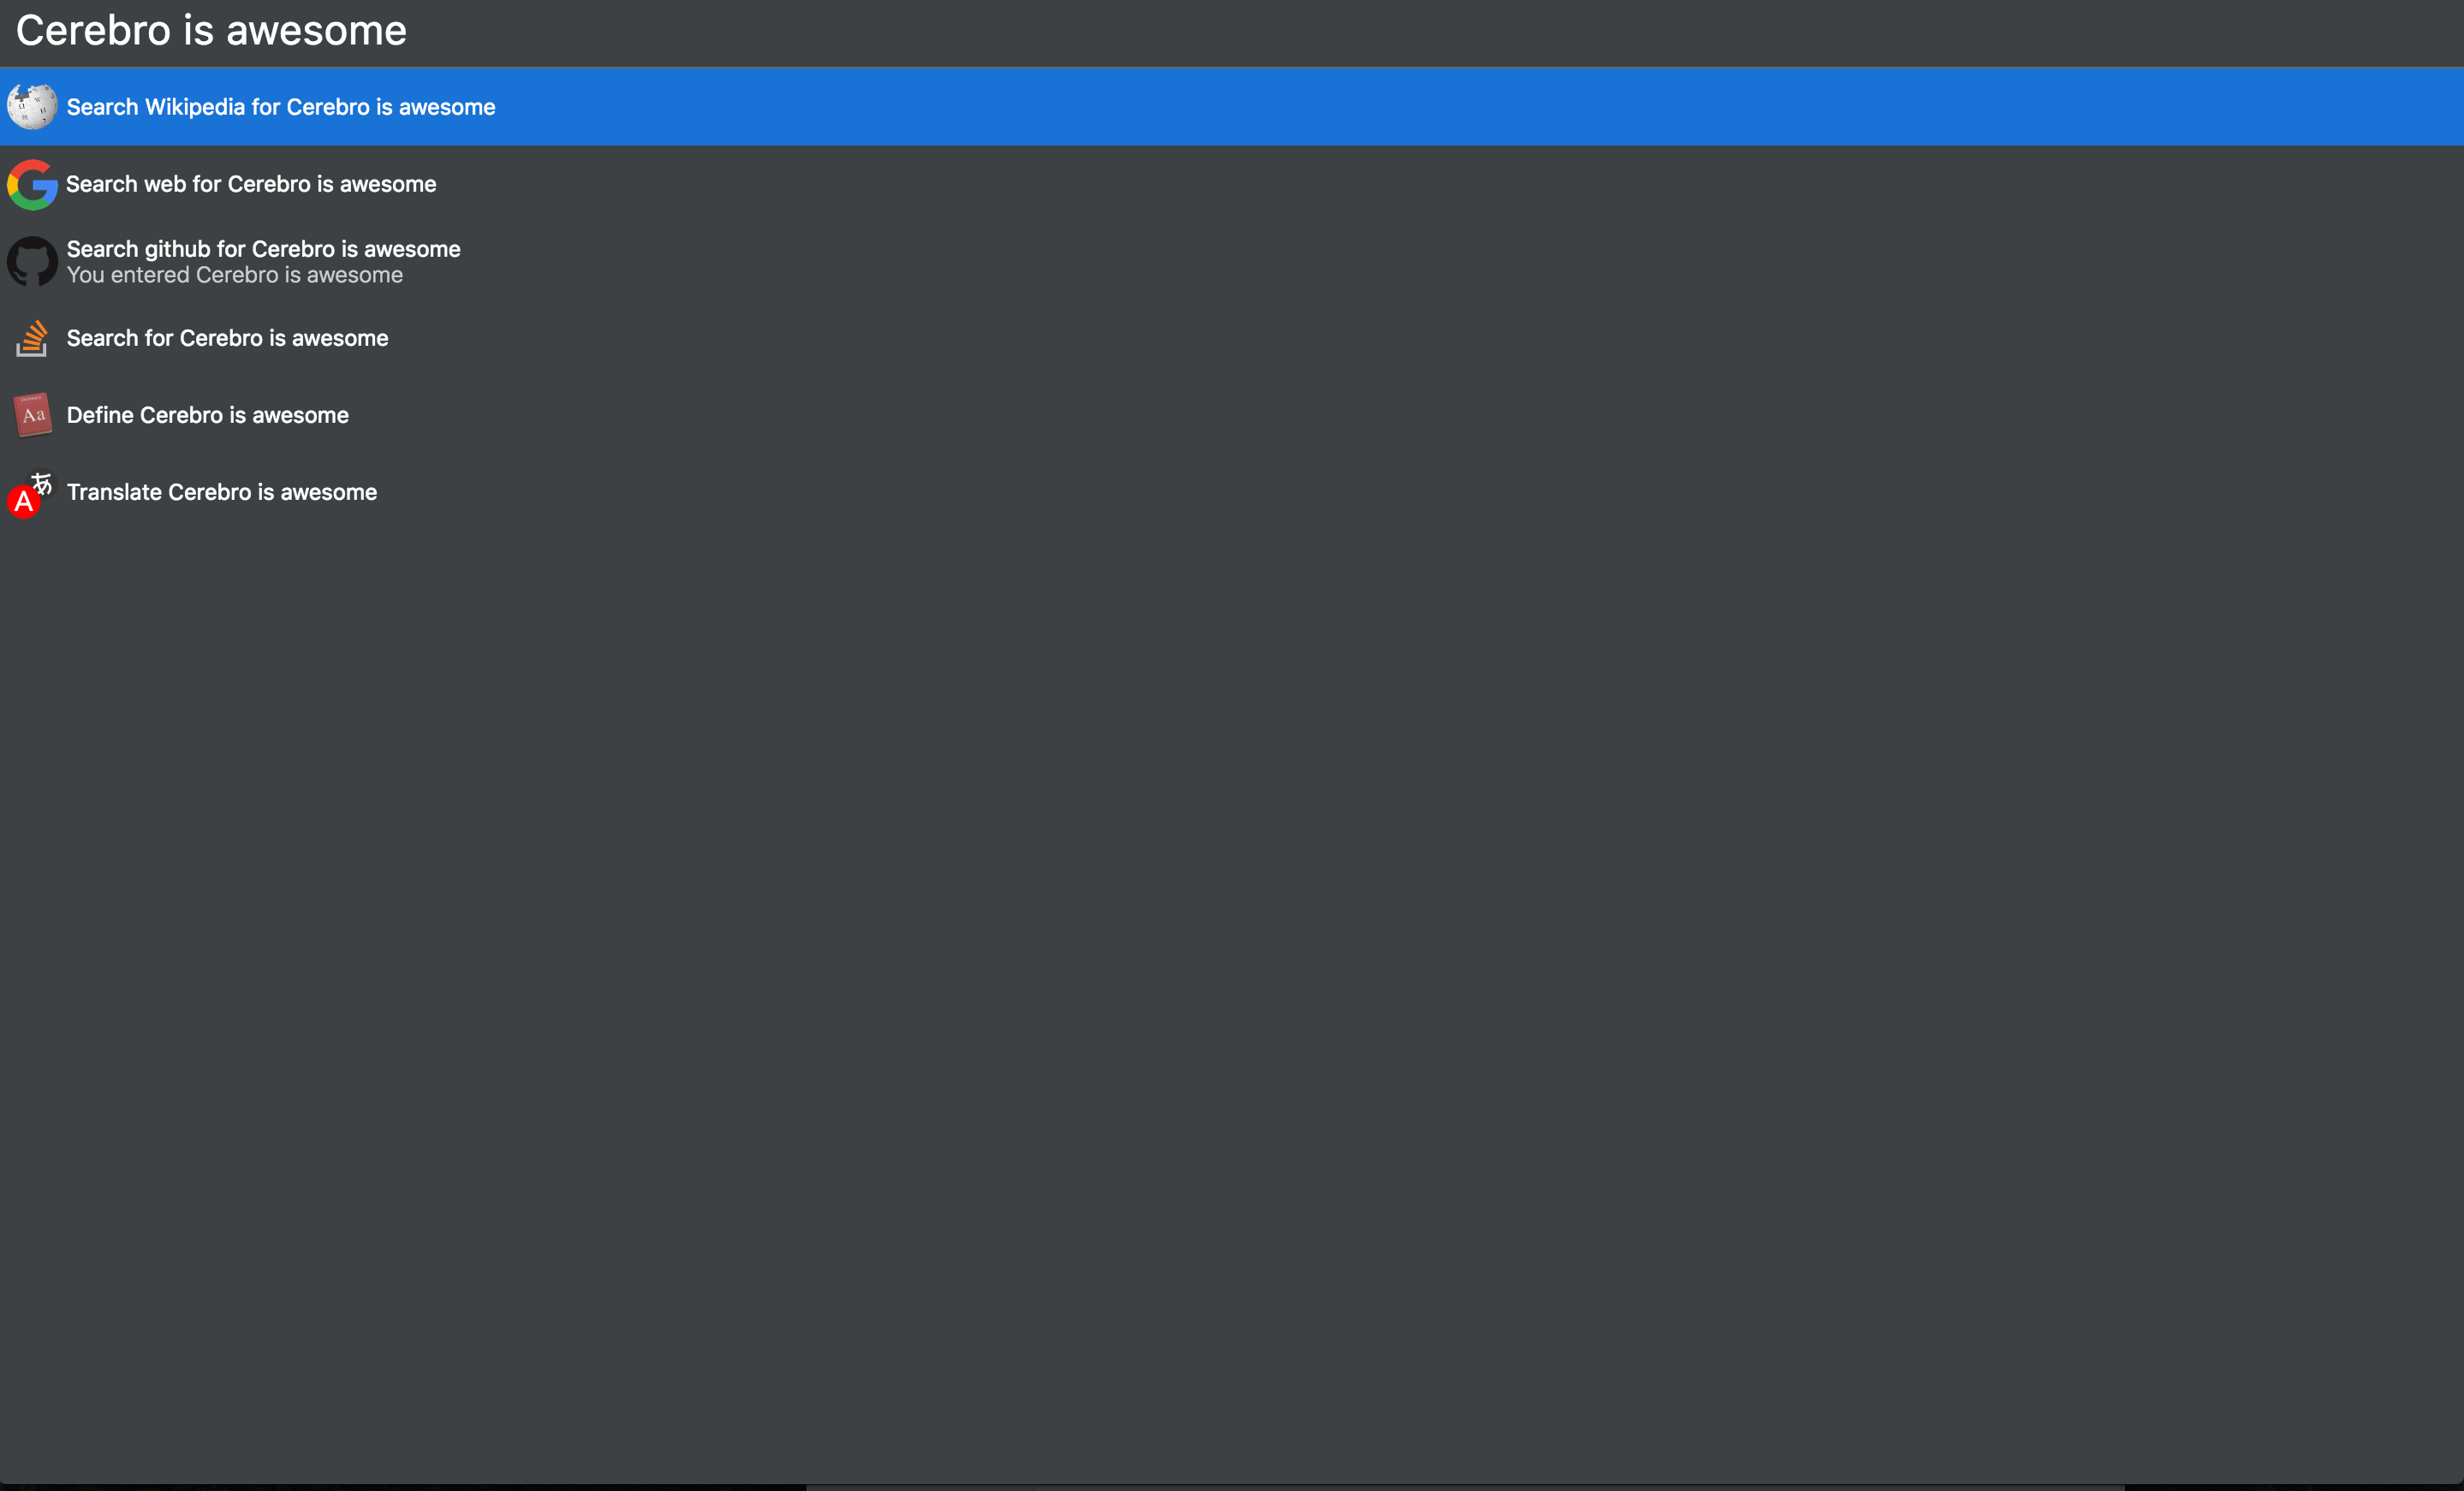 Cerebro is awesome
Search Wikipedia for Cerebro is awesome
Search web for Cerebro is awesome
Search github for Cerebro is awesome
You entered Cerebro is awesome
Search for Cerebro is awesome
Aa
Define Cerebro is awesome
あ
A
Translate Cerebro is awesome